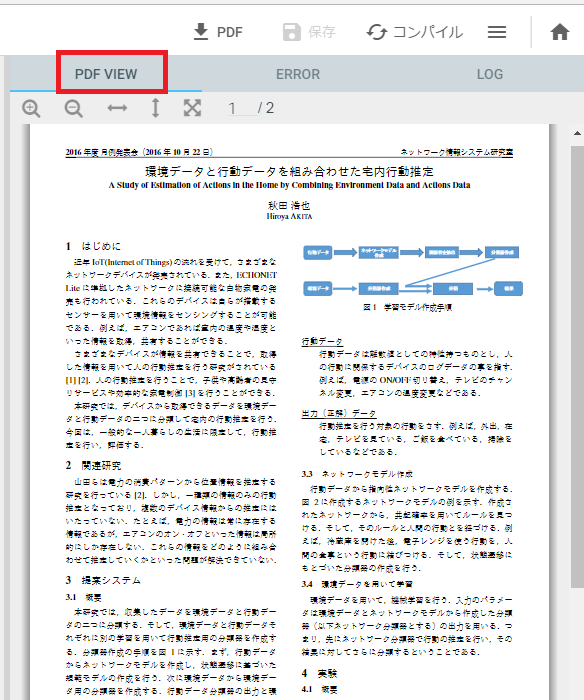 PDF
保存
コンパイル
PDF VIEW
ERROR
LOG
1 / 2
2016 年度 月例発表会（2016 年 10 月 22 日）
ネットワーク情報システム研究室
環境データと行動データを組み合わせた宅内行動推定
A Study of Estimation of Actions in the Home by Combining Environment Data and Actions Data
秋田 浩也
Hiroya AKITA
1 はじめに
近年 IoT(Internet of Things) の流れを受けて，さまざまな
ネットワークデバイスが発売されている．また，ECHONET
Lite に準拠したネットワークに接続可能な白物家電の発
売も行われている．これらのデバイスは自らが搭載する
センサーを用いて環境情報をセンシングすることが可能
である．例えば，エアコンであれば室内の温度や湿度と
いった情報を取得，共有することができる．
さまざまなデバイスが情報を共有できることで，取得
した情報を用いて人の行動推定を行う研究がされている
[1] [2]．人の行動推定を行うことで，子供や高齢者の見守
りサービスや効率的な家電制御 [3] を行うことができる．
本研究では，デバイスから取得できるデータを環境デー
タと行動データの二つに分類して宅内の行動推定を行う．
今回は，一般的な一人暮らしの生活に限定して，行動推
定を行い，評価する．
2 関連研究
山田らは電力の消費パターンから位置情報を推定する
研究を行っている [2]．しかし，一種類の情報のみの行動
推定となっており，複数のデバイス情報からの推定には
いたっていない．たとえば，電力の情報は常に存在する
情報であるが，エアコンのオン・オフといった情報は局所
的にしか存在しない．これらの情報をどのように組み合
わせて推定していくかといった問題が解決できていない．
3 提案システム
3.1 概要
本研究では，収集したデータを環境データと行動デー
タの二つに分類する．そして，環境データと行動データそ
れぞれに別の学習を用いて行動推定用の分類器を作成す
る．分類器作成の手順を図 1 に示す．まず，行動データ
からネットワークモデルを作成し，状態遷移に基づいた
規範モデルの作成を行う．次に環境データから環境デー
タ用の分類器を作成する．行動データ分類器の出力と環
行動データ
ネットワークモデル
作成
分類器作成
環境データ
分類器作成
結果
図 1 学習モデル作成手順
行動データ
行動データは離散値としての特性持つものとし，人
の行動に関係するデバイスのログデータの事を指す．
例えば，電源の ON/OFF 切り替え，テレビのチャン
ネル変更，エアコンの温度変更などである．
出力（正解）データ
行動推定を行う対象の行動をさす．例えば，外出，在
宅，テレビを見ている，ご飯を食べている，掃除を
しているなどである．
3.3 ネットワークモデル作成
行動データから指向性ネットワークモデルを作成する．
図 2 に作成するネットワークモデルの例を示す．作成さ
れたネットワークから，共起確率を用いてルールを見つ
ける．そして，そのルールと人間の行動とを紐づける．例
えば，冷蔵庫を開けた後，電子レンジを使う行動を，人
間の食事という行動に結びつける．そして，状態遷移に
もとづいた分類器の作成を行う．
3.4 環境データを用いて学習
環境データを用いて，機械学習を行う．入力のパラメー
タは環境データとネットワークモデルから作成した分類
器（以下ネットワーク分類器とする）の出力を用いる．つ
まり，先にネットワーク分類器で行動の推定を行い，その
結果に対してさらに分類するということである．
4 実験
4.1 概要